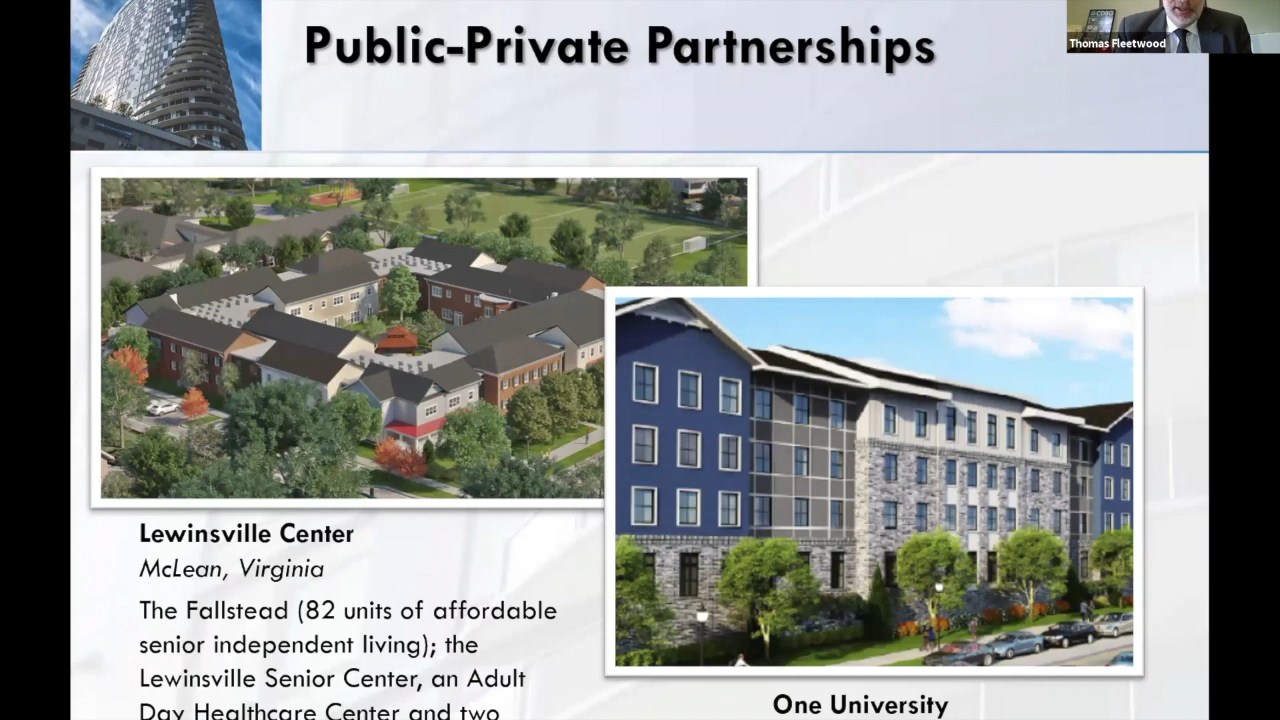 Public-Private Partnerships
Thomas Fleetwood
Lewinsville Center
McLean, Virginia
The Fallstead (82 units of affordable
senior independent living); the
Lewinsville Senior Center, an Adult
Day Healthcare Center and two
One University